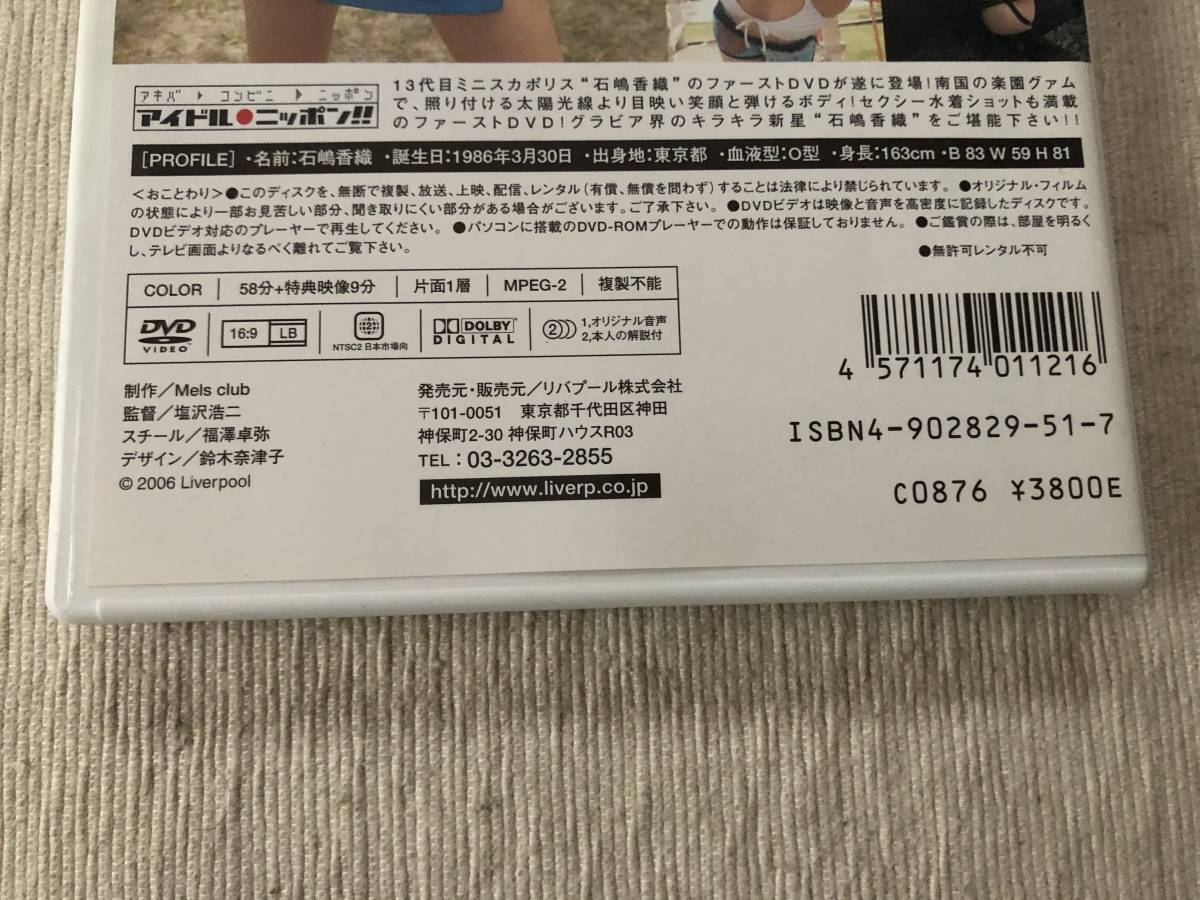 13代目ミニスカポリス“石嶋香織”のファーストDVDが遂に登場!南国の楽園グァム
で、照り付ける太陽光線より目映い笑顔と弾けるボディ!セクシー水着ショットも満載
のファーストDVD!グラビア界のキラキラ新星“石嶋香織”をご堪能下さい!!
アキバ▶コンビニ▶ニッポン
アイドル●ニッポン!!
[PROFILE] ・名前:石嶋香織 ・誕生日:1986年3月30日 ・出身地:東京都 ・血液型:O型 ・身長:163cm ・B 83 W 59 H 81
<おことわり>●このディスクを、無断で複製、放送、上映、配信、レンタル(有償、無償を問わず)することは法律により禁じられています。 ●オリジナル・フィルム
の状態により一部お見苦しい部分、聞き取りにくい部分がある場合がございます。ご了承下さい。 ●DVDビデオは映像と音声を高密度に記録したディスクです。
DVDビデオ対応のプレーヤーで再生してください。 ●パソコンに搭載のDVD-ROMプレーヤーでの動作は保証しておりません。 ●ご鑑賞の際は、部屋を明るく
し、テレビ画面よりなるべく離れてご覧下さい。
●無許可レンタル不可
COLOR 58分+特典映像9分 片面1層 MPEG-2 複製不能
DVD VIDEO 16:9 LB 2 NTSC2 日本市場向 DOLBY DIGITAL 2 1,オリジナル音声
2,本人の解説付
制作/Mels club
監督/塩沢浩二
スチール/福澤卓弥
デザイン/鈴木奈津子
© 2006 Liverpool
発売元・販売元/リバプール株式会社
〒101-0051 東京都千代田区神田
神保町2-30 神保町ハウスR03
TEL:03-3263-2855
http://www.liverp.co.jp
4 571174 011216
ISBN4-902829-51-7
C0876 ¥3800E